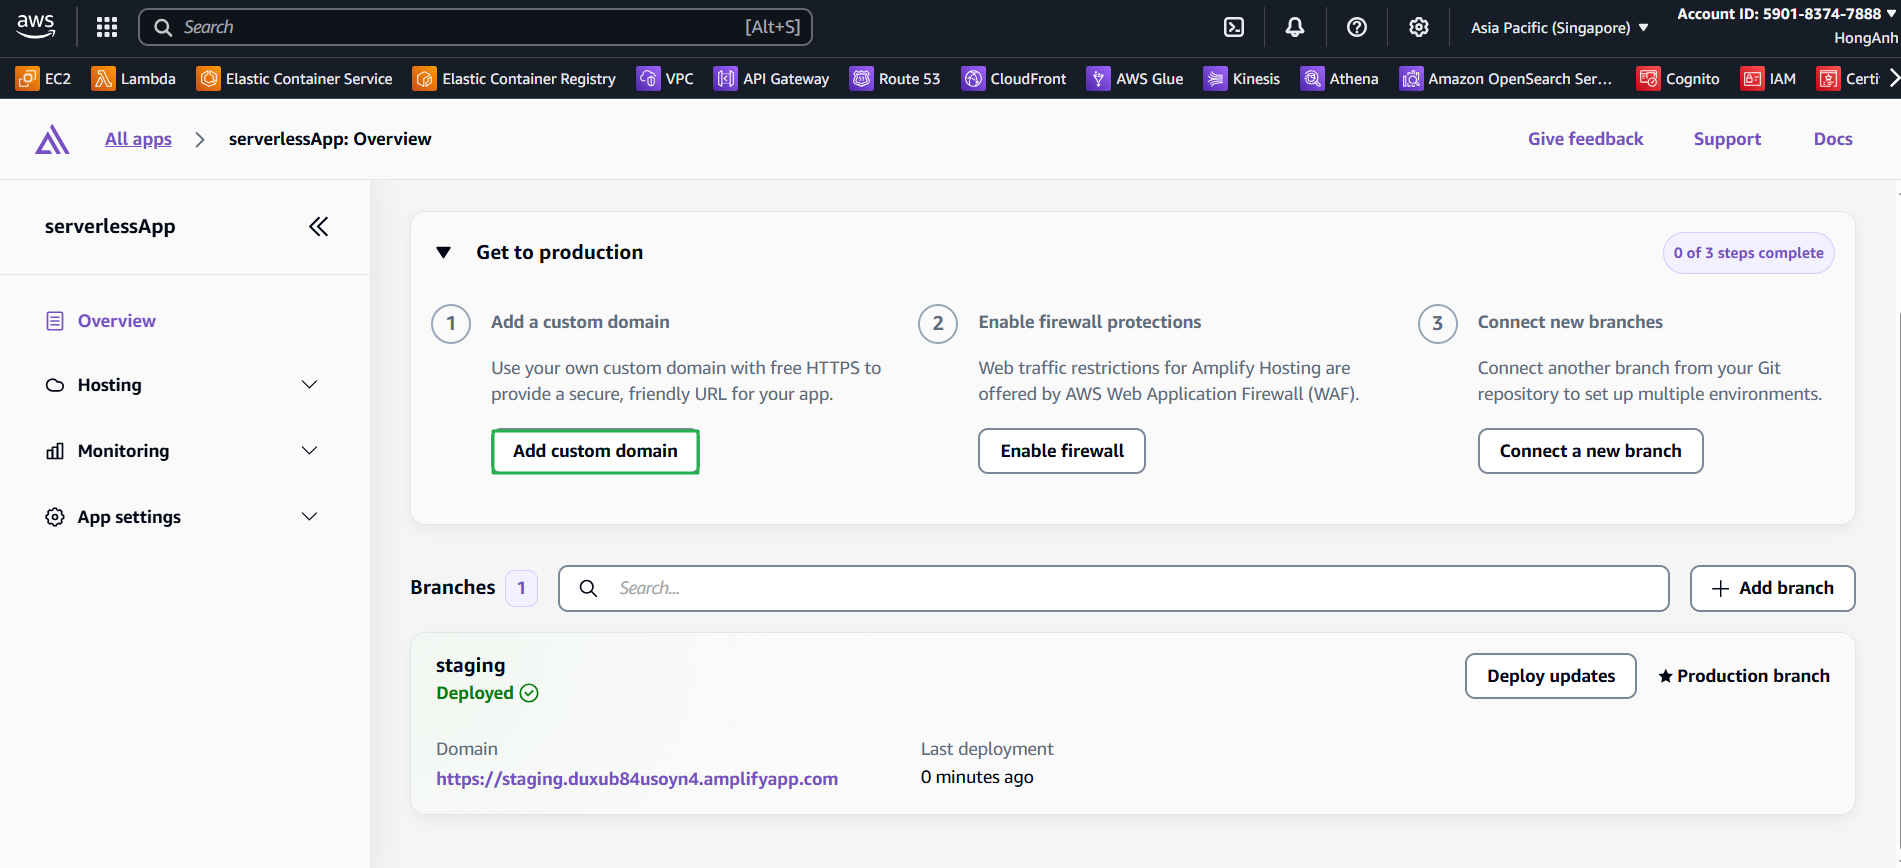 aws
Search [Alt+S]
Asia Pacific (Singapore)
Account ID: 5901-8374-7888
HongAnh
EC2 Lambda Elastic Container Service Elastic Container Registry VPC API Gateway Route 53 CloudFront AWS Glue Kinesis Athena Amazon OpenSearch Ser... Cognito IAM Certi
All apps serverlessApp: Overview
Give feedback Support Docs
serverlessApp
Overview
Hosting
Monitoring
App settings
Get to production
0 of 3 steps complete
1 Add a custom domain
Use your own custom domain with free HTTPS to
provide a secure, friendly URL for your app.
Add custom domain
2 Enable firewall protections
Web traffic restrictions for Amplify Hosting are
offered by AWS Web Application Firewall (WAF).
Enable firewall
3 Connect new branches
Connect another branch from your Git
repository to set up multiple environments.
Connect a new branch
Branches 1
Search...
Add branch
staging
Deployed
Deploy updates
Production branch
Domain
https://staging.duxub84usoyn4.amplifyapp.com
Last deployment
0 minutes ago